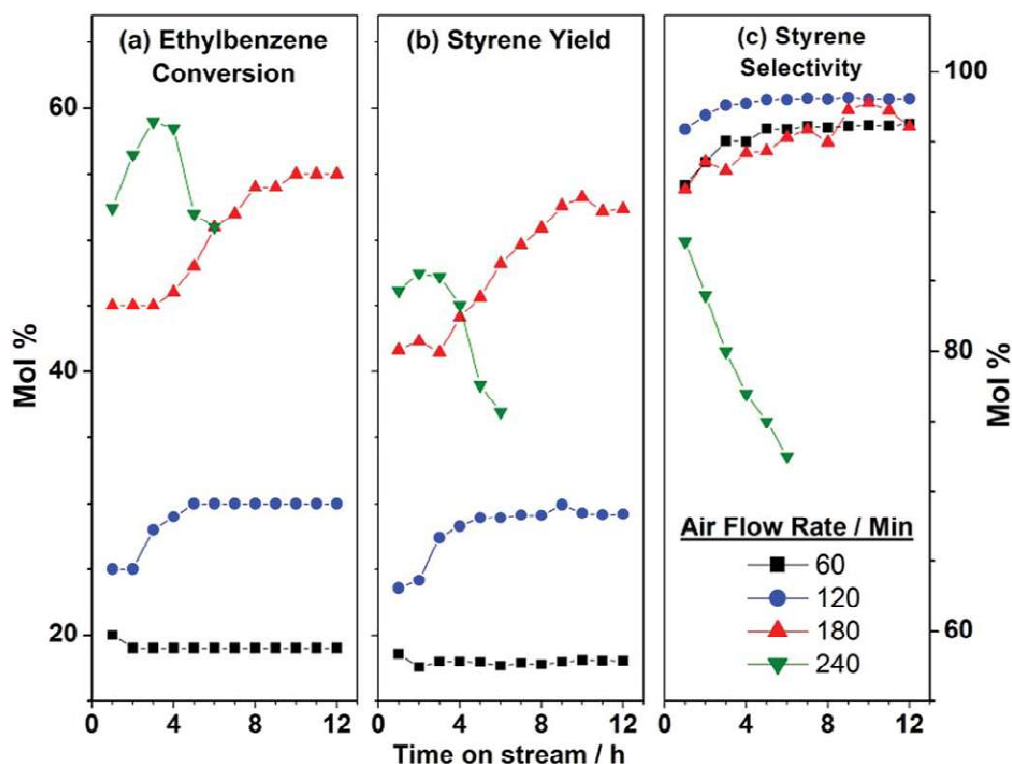 (a) Ethylbenzene
Conversion
(b) Styrene Yield
(c) Styrene
Selectivity
Mol %
60
40
20
100
80
60
Mol %
Air Flow Rate / Min
60
120
180
240
0 4 8 12 0 4 8 12 0 4 8 12
Time on stream / h